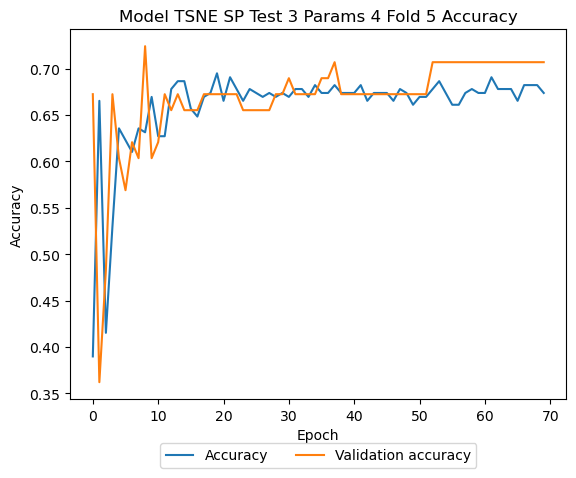 Model TSNE SP Test 3 Params 4 Fold 5 Accuracy
Accuracy
0.70
0.65
0.60
0.55
0.50
0.45
0.40
0.35
0 10 20 30 40 50 60 70
Epoch
Accuracy Validation accuracy